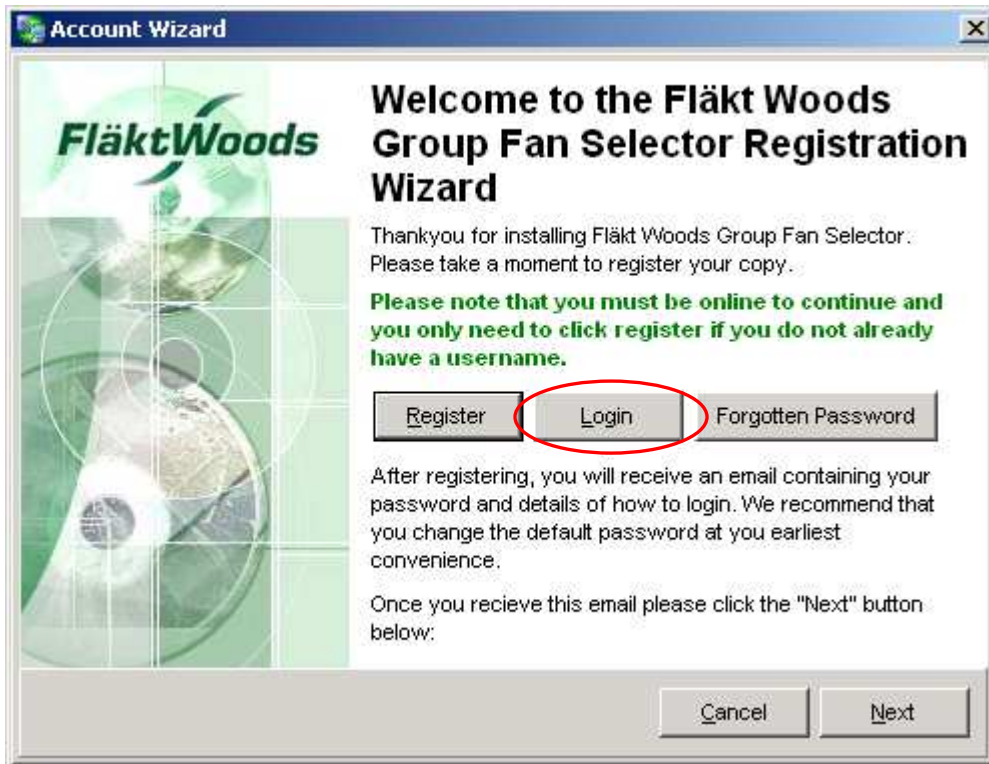 Account Wizard
FläktWoods
Welcome to the Fläkt Woods
Group Fan Selector Registration
Wizard
Thankyou for installing Fläkt Woods Group Fan Selector.
Please take a moment to register your copy.
Please note that you must be online to continue and
you only need to click register if you do not already
have a username.
Register Login Forgotten Password
After registering, you will receive an email containing your
password and details of how to login. We recommend that
you change the default password at you earliest
convenience.
Once you recieve this email please click the "Next" button
below:
Cancel Next